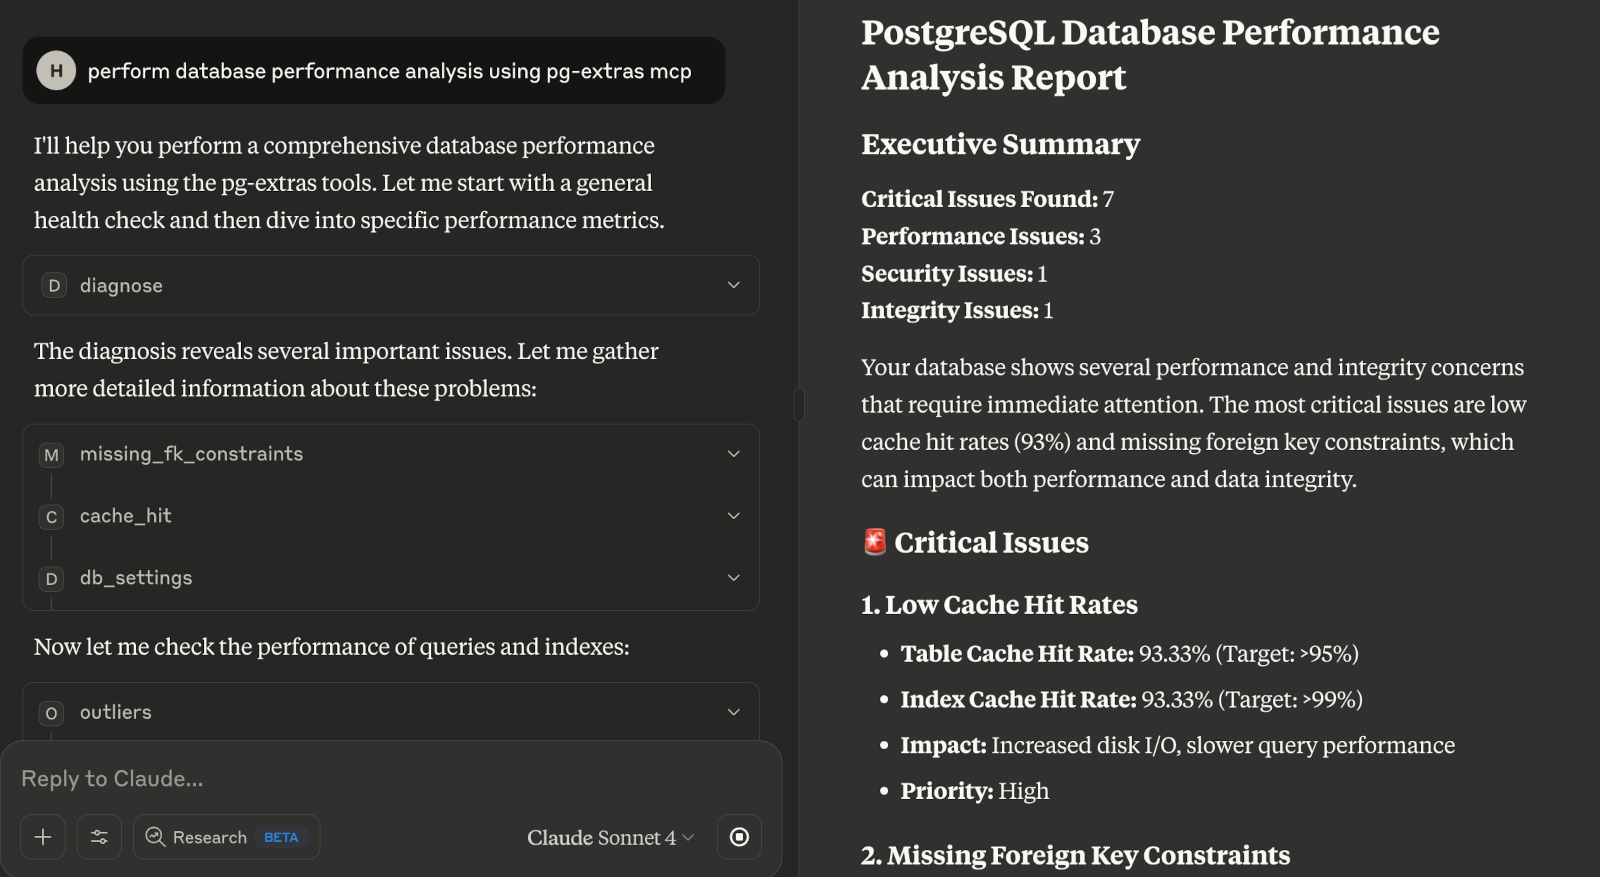 H perform database performance analysis using pg-extras mcp
I'll help you perform a comprehensive database performance
analysis using the pg-extras tools. Let me start with a general
health check and then dive into specific performance metrics.
D diagnose
The diagnosis reveals several important issues. Let me gather
more detailed information about these problems:
M missing_fk_constraints
C cache_hit
D db_settings
Now let me check the performance of queries and indexes:
O outliers
Reply to Claude...
Research BETA
Claude Sonnet 4
PostgreSQL Database Performance
Analysis Report
Executive Summary
Critical Issues Found: 7
Performance Issues: 3
Security Issues: 1
Integrity Issues: 1
Your database shows several performance and integrity concerns
that require immediate attention. The most critical issues are low
cache hit rates (93%) and missing foreign key constraints, which
can impact both performance and data integrity.
🚨 Critical Issues
1. Low Cache Hit Rates
• Table Cache Hit Rate: 93.33% (Target: >95%)
• Index Cache Hit Rate: 93.33% (Target: >99%)
• Impact: Increased disk I/O, slower query performance
• Priority: High
2. Missing Foreign Key Constraints